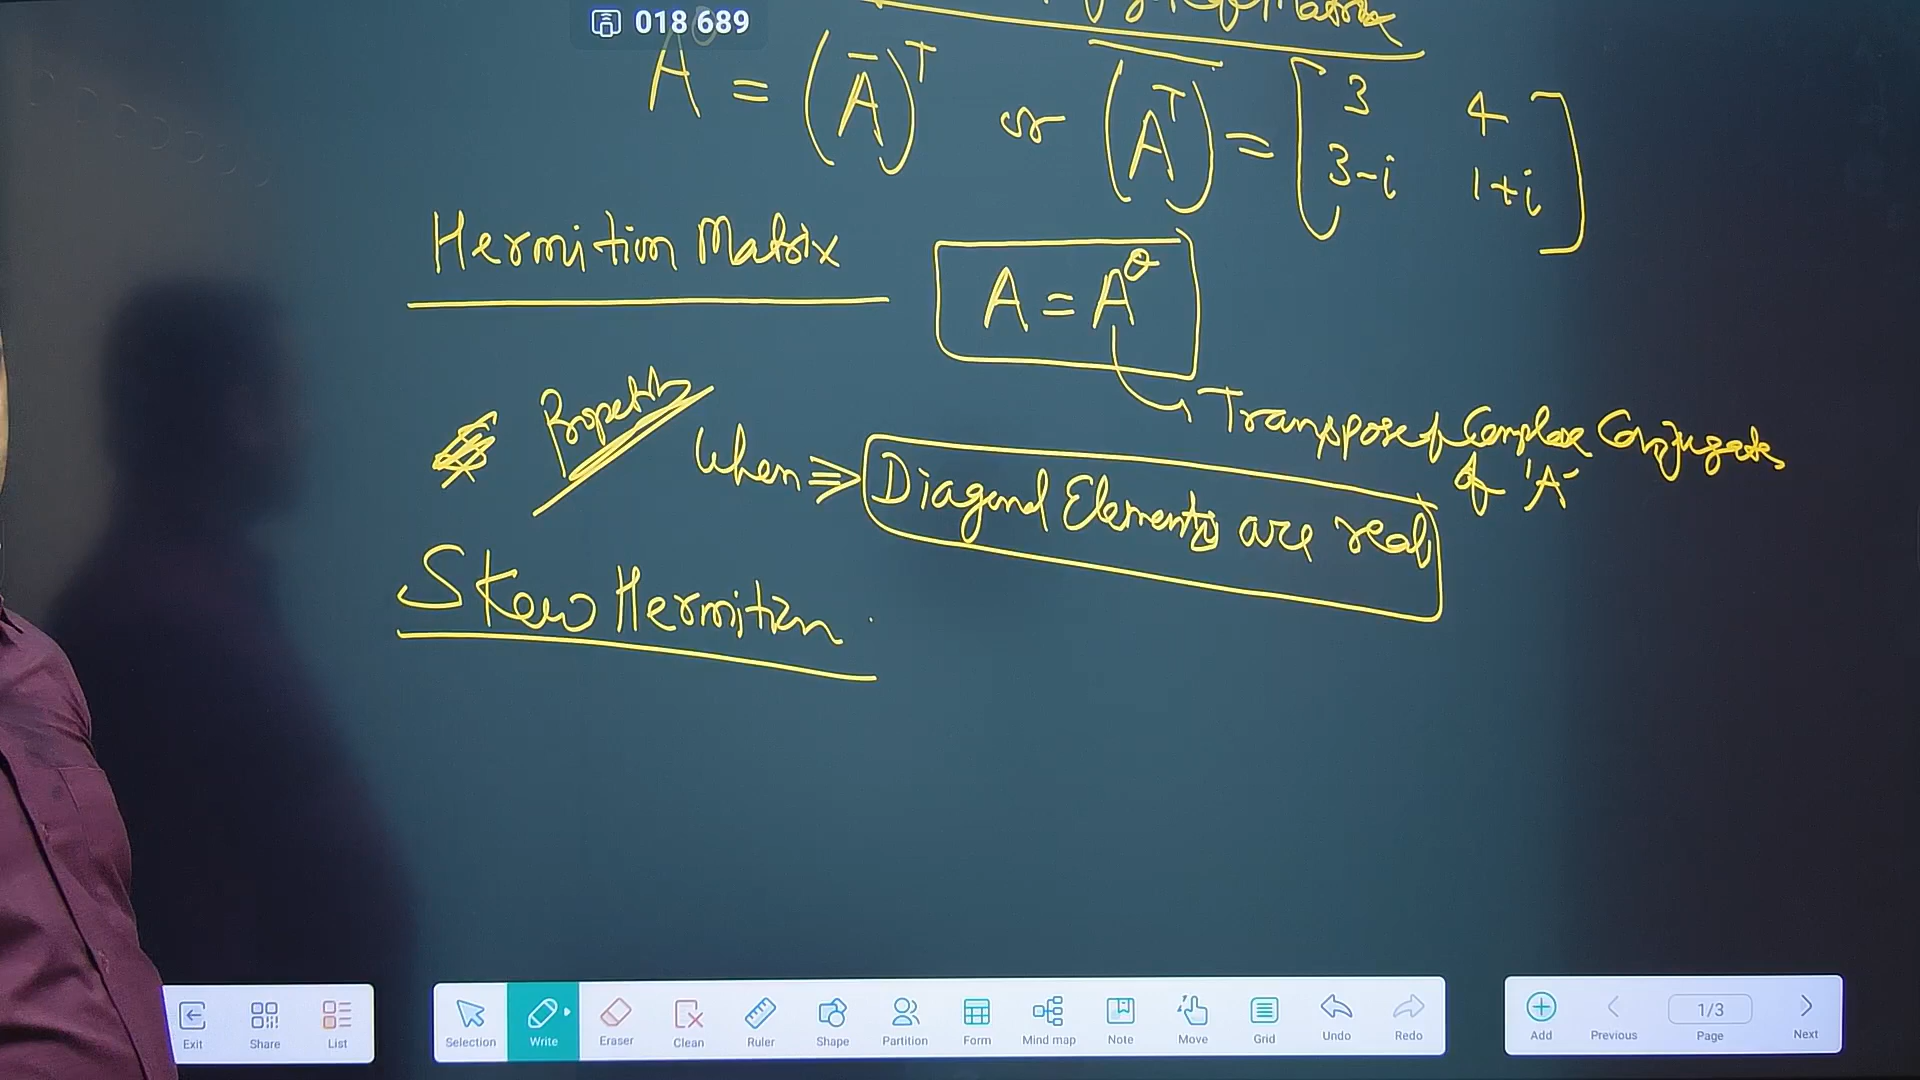 018 689
Matrix
A^θ = (Ā)^T or (A^T)‾ = [3 4
3-i 1+i]
Hermition Matrix
A = A^θ
Transpose of Complex Conjugate
of 'A'
Property
When ⇒ Diagonal Elements are real
Skew Hermitian
Exit Share List Selection Write Eraser Clean Ruler Shape Partition Form Mind map Note Move Grid Undo Redo Add Previous 1/3 Page Next